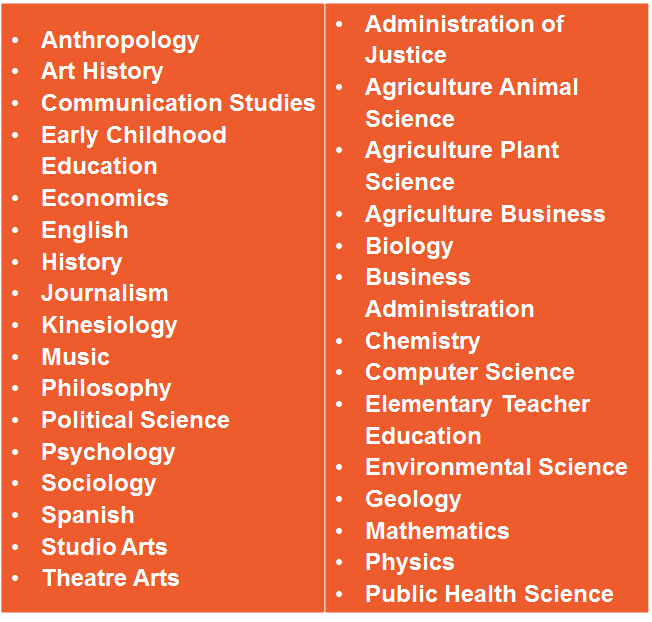 • Anthropology
• Art History
• Communication Studies
• Early Childhood
Education
• Economics
• English
• History
• Journalism
• Kinesiology
• Music
• Philosophy
• Political Science
• Psychology
• Sociology
• Spanish
• Studio Arts
• Theatre Arts
• Administration of
Justice
• Agriculture Animal
Science
• Agriculture Plant
Science
• Agriculture Business
• Biology
• Business
Administration
• Chemistry
• Computer Science
• Elementary Teacher
Education
• Environmental Science
• Geology
• Mathematics
• Physics
• Public Health Science